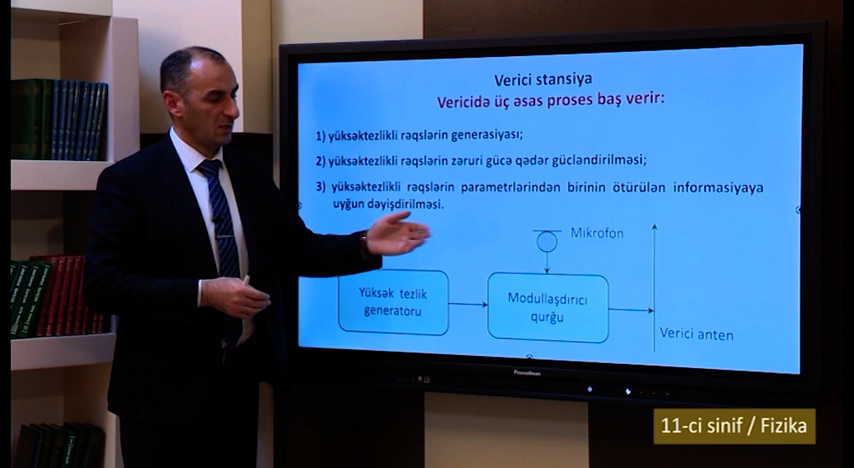 Verici stansiya
Vericidə üç əsas proses baş verir:
1) yüksəktezlikli rəqslərin generasiyası;
2) yüksəktezlikli rəqslərin zəruri gücə qədər gücləndirilməsi;
3) yüksəktezlikli rəqslərin parametrlərindən birinin ötürülən informasiyaya
uyğun dəyişdirilməsi.
Mikrofon
Yüksək tezlik
generatoru
Modullaşdırıcı
qurğu
Verici anten
Promethean
11-ci sinif / Fizika